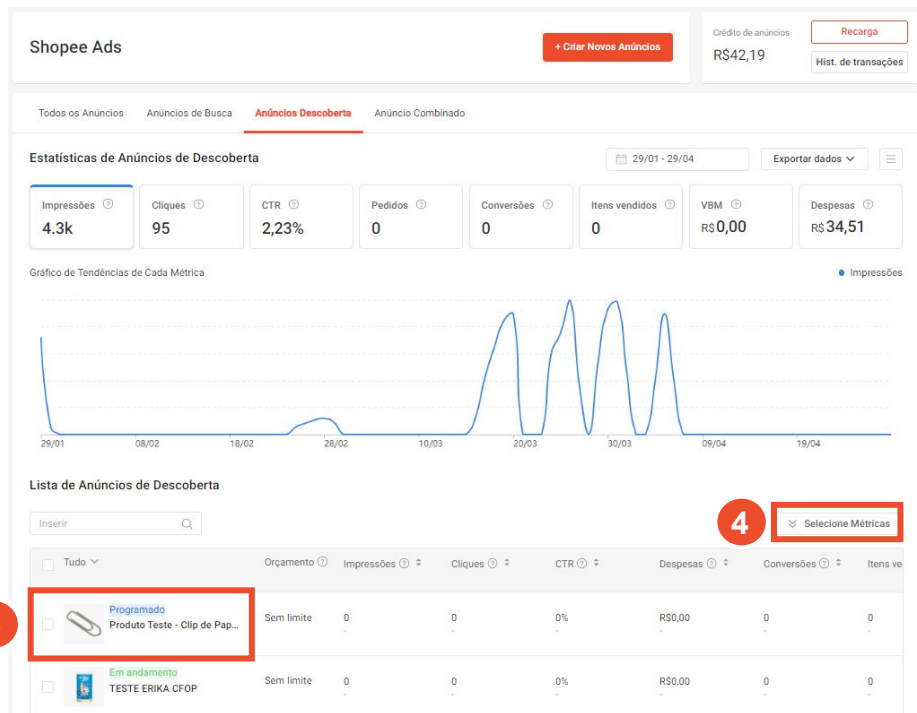 Shopee Ads
+ Criar Novos Anúncios
Crédito de anúncios
R$42,19
Recarga
Hist. de transações
Todos os Anúncios
Anúncios de Busca
Anúncios Descoberta
Anúncio Combinado
Estatísticas de Anúncios de Descoberta
29/01 - 29/04
Exportar dados
Impressões
4.3k
Cliques
95
CTR
2,23%
Pedidos
0
Conversões
0
Itens vendidos
0
VBM
R$0,00
Despesas
R$34,51
Gráfico de Tendências de Cada Métrica
Impressões
29/01 08/02 18/02 28/02 10/03 20/03 30/03 09/04 19/04
Lista de Anúncios de Descoberta
Inserir
4
Selecione Métricas
Tudo Orçamento Impressões Cliques CTR Despesas Conversões Itens ve
Programado
Produto Teste - Clip de Pap...
Sem limite 0 0 0% R$0,00 0 0
- - - - - -
Em andamento
TESTE ERIKA CFOP
Sem limite 0 0 0% R$0,00 0 0
- - - - - -